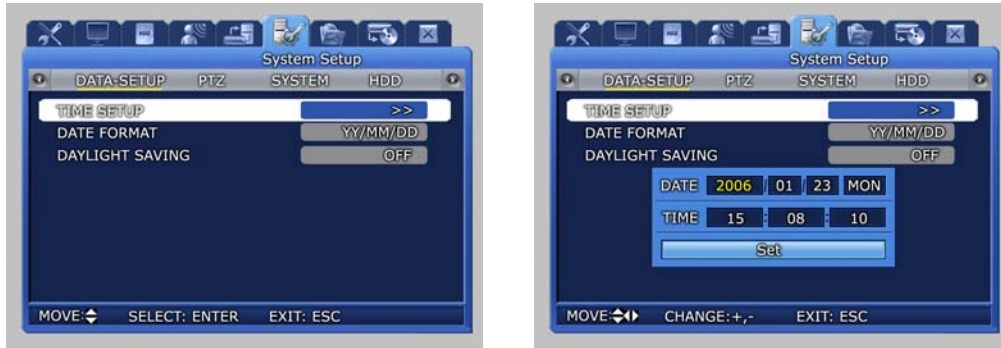 System Setup
DATA-SETUP PTZ SYSTEM HDD
TIME SETUP >>
DATE FORMAT YY/MM/DD
DAYLIGHT SAVING OFF
MOVE: SELECT: ENTER EXIT: ESC
System Setup
DATA-SETUP PTZ SYSTEM HDD
TIME SETUP >>
DATE FORMAT YY/MM/DD
DAYLIGHT SAVING OFF
DATE 2006 / 01 / 23 MON
TIME 15 : 08 : 10
Set
MOVE: CHANGE:+,- EXIT: ESC